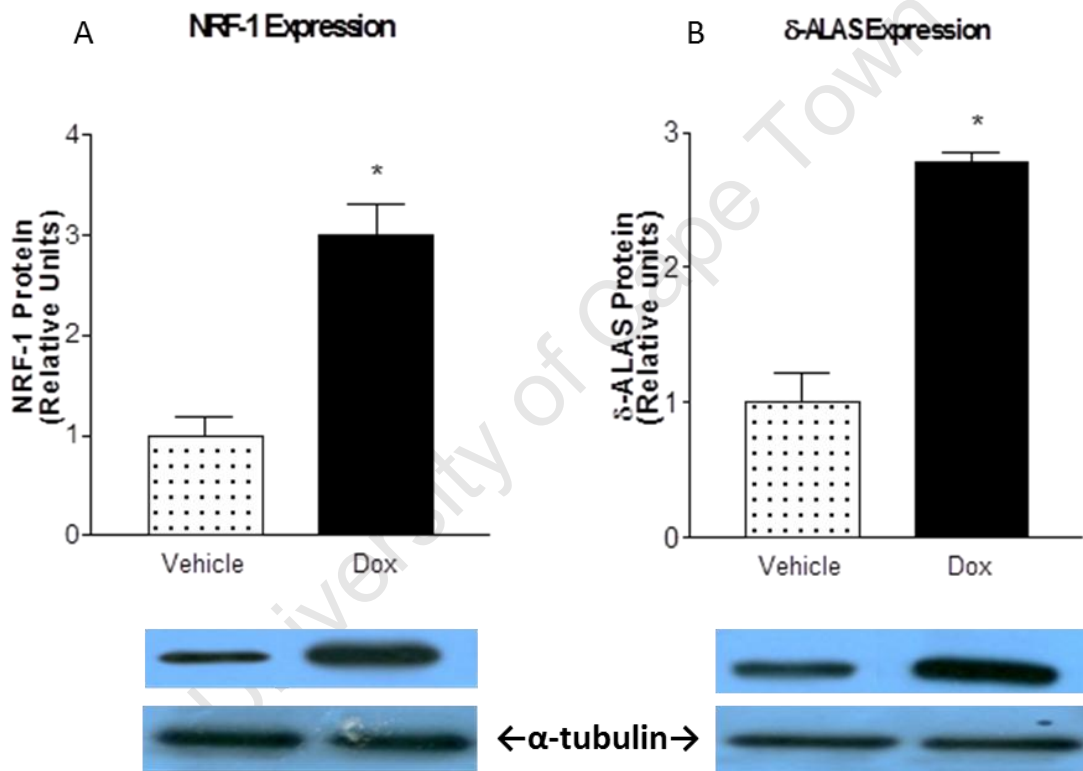 A
NRF-1 Expression
NRF-1 Protein
(Relative Units)
4
3
2
1
0
Vehicle
Dox
*
B
δ-ALAS Expression
δ-ALAS Protein
(Relative units)
3
2
1
0
Vehicle
Dox
*
←α-tubulin→
University of Cape Town